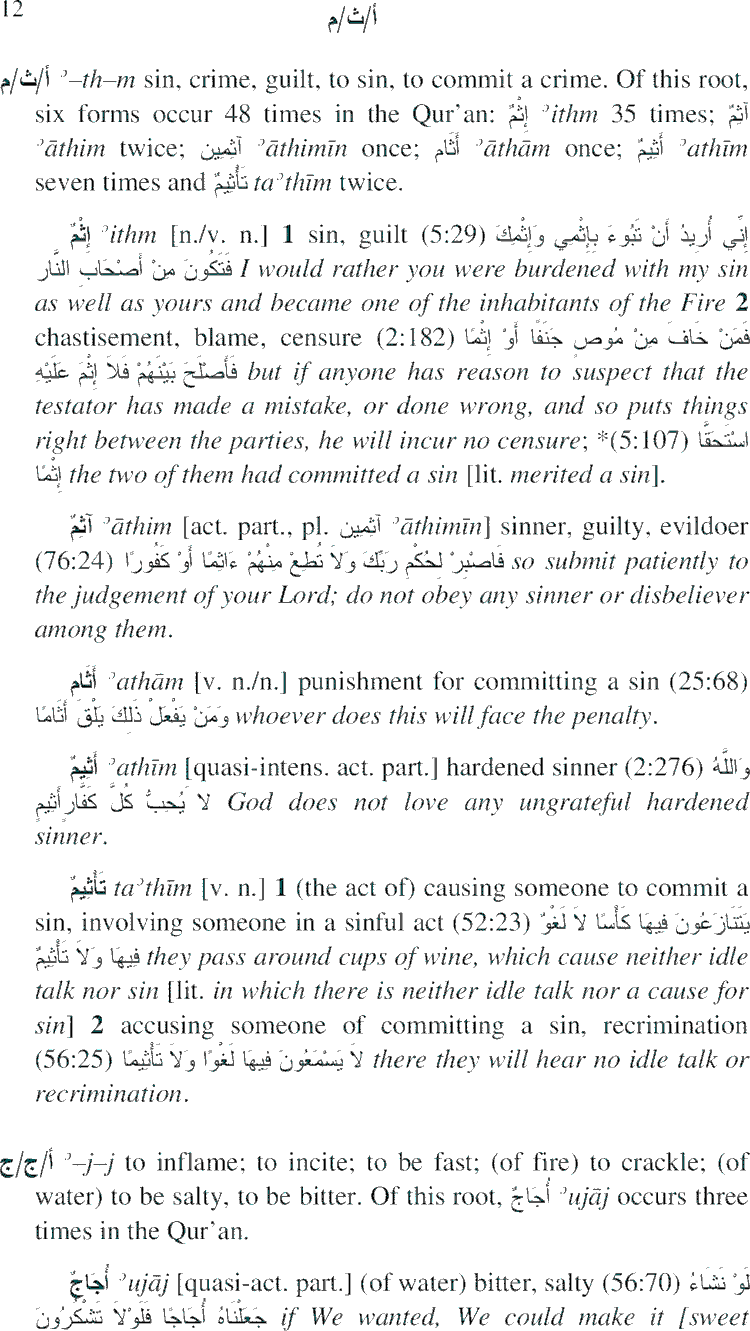 12
أ/ث/م
أ/ث/م ʾ–th–m sin, crime, guilt, to sin, to commit a crime. Of this root,
six forms occur 48 times in the Qurʾan: إِثْمٌ ʾithm 35 times; آثِمٌ
ʾāthim twice; آثِمين ʾāthimīn once; أَثَام ʾāthām once; أَثِيمٌ ʾathīm
seven times and تَأْثِيمٌ taʾthīm twice.
إِثْمٌ ʾithm [n./v. n.] 1 sin, guilt (5:29) إِنِّي أُرِيدُ أَنْ تَبُوءَ بِإِثْمِي وَإِثْمِكَ
فَتَكُونَ مِنْ أَصْحَابِ النَّار I would rather you were burdened with my sin
as well as yours and became one of the inhabitants of the Fire 2
chastisement, blame, censure (2:182) فَمَنْ خَافَ مِنْ مُوصٍ جَنَفًا أَوْ إِثْمًا
فَأَصْلَحَ بَيْنَهُمْ فَلاَ إِثْمَ عَلَيْهِ but if anyone has reason to suspect that the
testator has made a mistake, or done wrong, and so puts things
right between the parties, he will incur no censure; *(5:107) اسْتَحَقَّا
إِثْمًا the two of them had committed a sin [lit. merited a sin].
آثِمٌ ʾāthim [act. part., pl. آثِمين ʾāthimīn] sinner, guilty, evildoer
(76:24) فَاصْبِرْ لِحُكْمِ رَبِّكَ وَلاَ تُطِعْ مِنْهُمْ ءَاثِمًا أَوْ كَفُورًا so submit patiently to
the judgement of your Lord; do not obey any sinner or disbeliever
among them.
أَثَام ʾathām [v. n./n.] punishment for committing a sin (25:68)
وَمَنْ يَفْعَلْ ذَلِكَ يَلْقَ أَثَامًا whoever does this will face the penalty.
أَثِيمٌ ʾathīm [quasi-intens. act. part.] hardened sinner (2:276) وَاللَّهُ
لا َيُحِبُّ كُلَّ كَفَّارٍأَثِيمٍ God does not love any ungrateful hardened
sinner.
تَأْثِيمٌ taʾthīm [v. n.] 1 (the act of) causing someone to commit a
sin, involving someone in a sinful act (52:23) يَتَنَازَعُونَ فِيهَا كَأْسًا لاَ لَغْوٌ
فِيهَا وَلاَ تَأْثِيمٌ they pass around cups of wine, which cause neither idle
talk nor sin [lit. in which there is neither idle talk nor a cause for
sin] 2 accusing someone of committing a sin, recrimination
(56:25) لاَ يَسْمَعُونَ فِيهَا لَغْوًا وَلاَ تَأْثِيمًا there they will hear no idle talk or
recrimination.
أ/ج/ج ʾ–j–j to inflame; to incite; to be fast; (of fire) to crackle; (of
water) to be salty, to be bitter. Of this root, أُجَاجٌ ʾujāj occurs three
times in the Qurʾan.
أُجَاجٌ ʾujāj [quasi-act. part.] (of water) bitter, salty (56:70) لَوْ نَشَاءُ
جَعَلْنَاهُ أُجَاجًا فَلَوْلاَ تَشْكُرُونَ if We wanted, We could make it [sweet